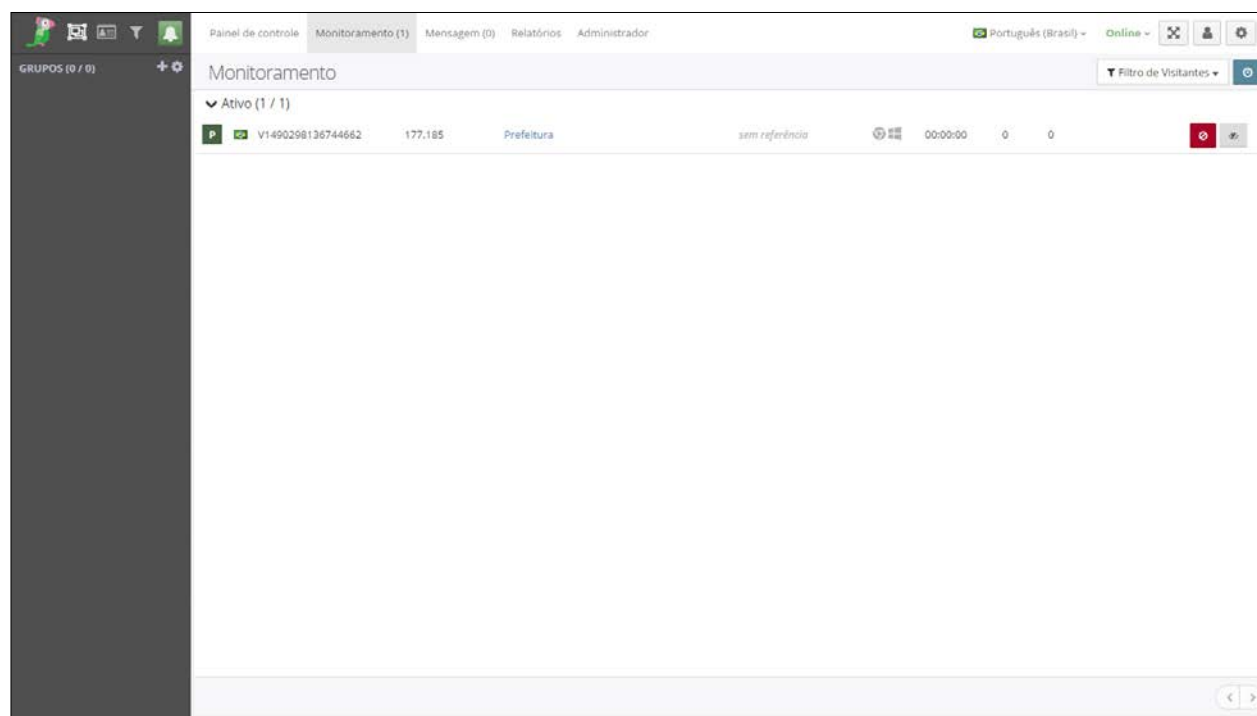 Painel de controle Monitoramento (1) Mensagem (0) Relatórios Administrador Português (Brasil) Online
GRUPOS (0 / 0)
Monitoramento Filtro de Visitantes
Ativo (1 / 1)
P V1490298136744662 177.185 Prefeitura sem referência 00:00:00 0 0